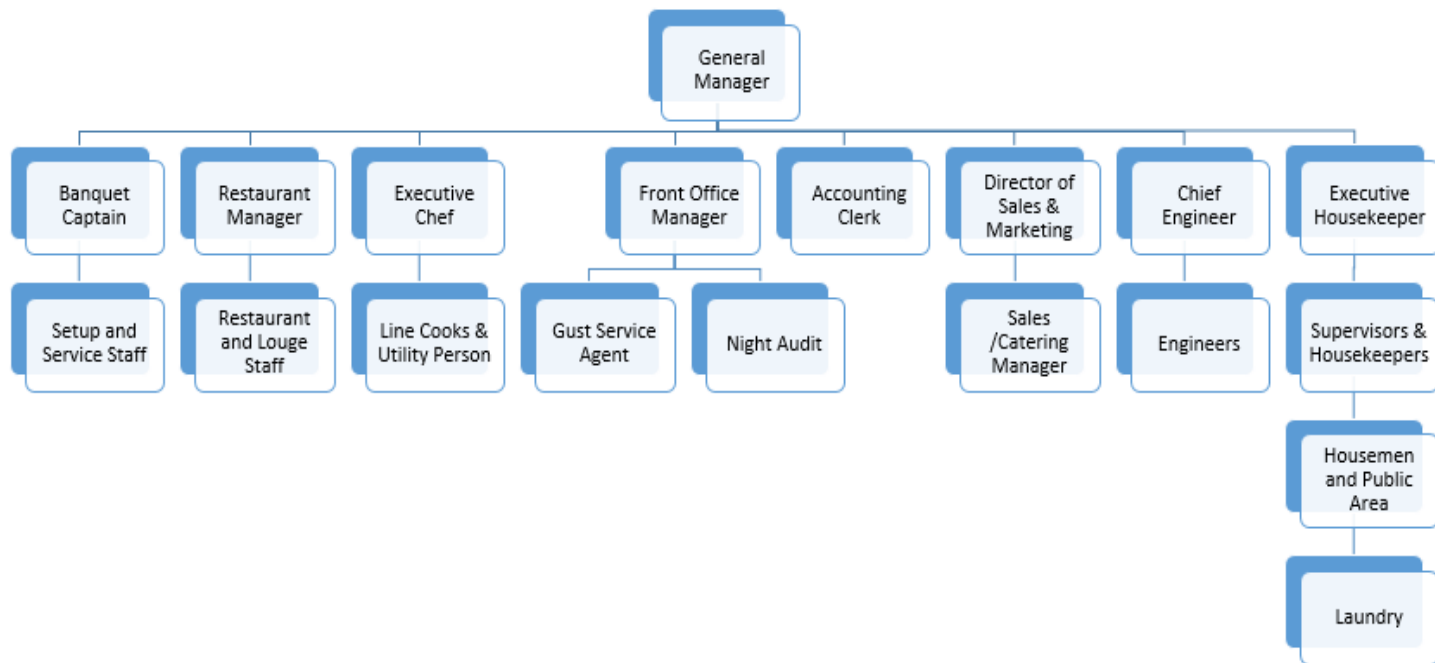 General
Manager
Banquet
Captain
Restaurant
Manager
Executive
Chef
Front Office
Manager
Accounting
Clerk
Director of
Sales &
Marketing
Chief
Engineer
Executive
Housekeeper
Setup and
Service Staff
Restaurant
and Louge
Staff
Line Cooks &
Utility Person
Gust Service
Agent
Night Audit
Sales
/Catering
Manager
Engineers
Supervisors &
Housekeepers
Housemen
and Public
Area
Laundry